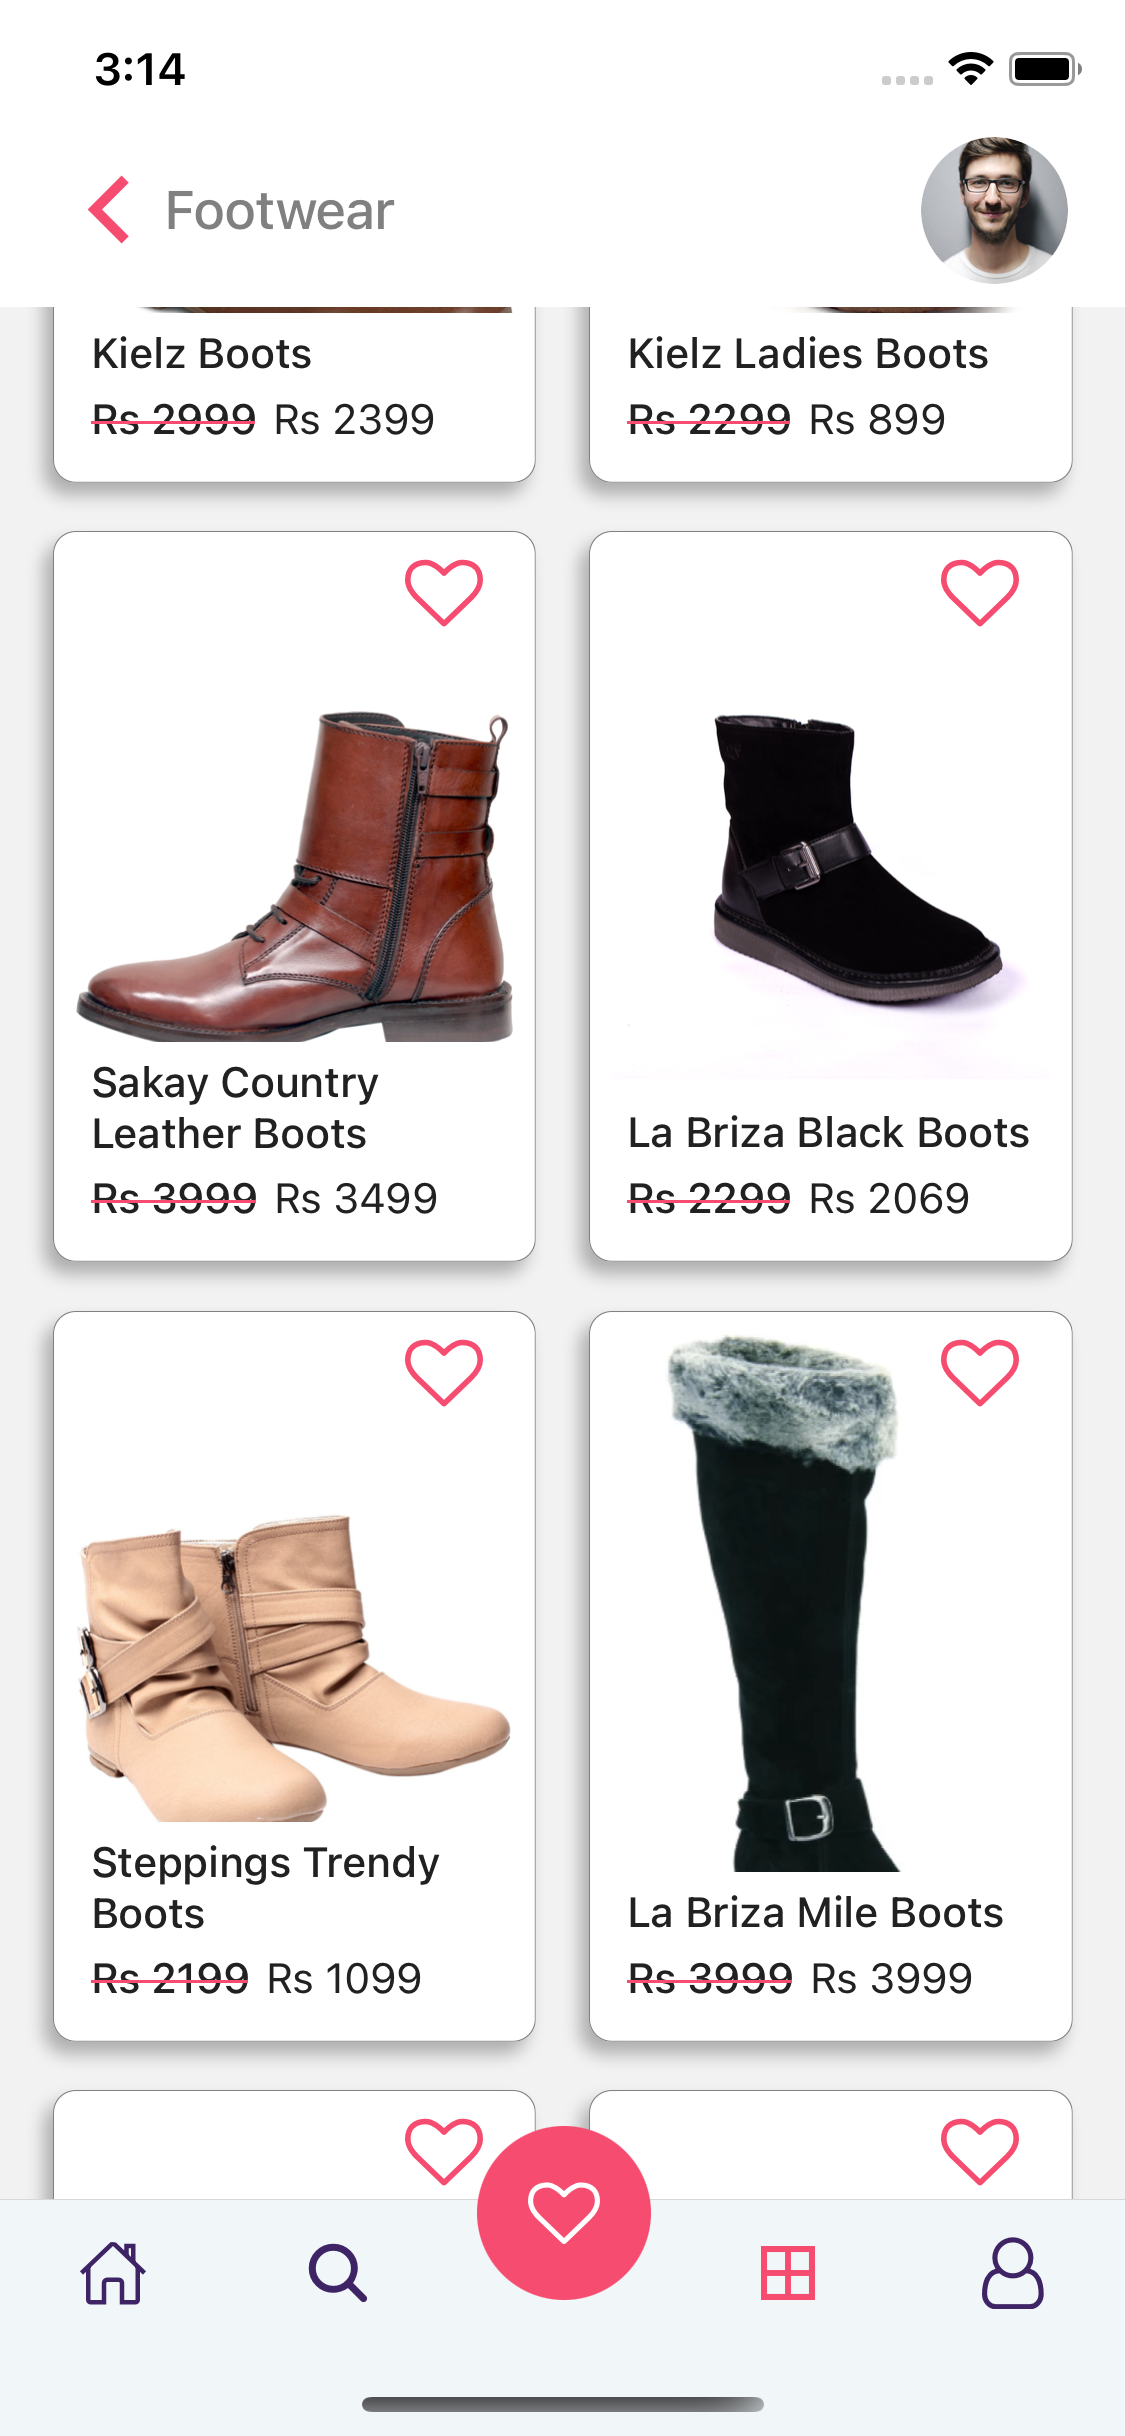 3:14
Footwear
Kielz Boots
Rs 2999 Rs 2399
Kielz Ladies Boots
Rs 2299 Rs 899
Sakay Country
Leather Boots
Rs 3999 Rs 3499
La Briza Black Boots
Rs 2299 Rs 2069
Steppings Trendy
Boots
Rs 2199 Rs 1099
La Briza Mile Boots
Rs 3999 Rs 3999